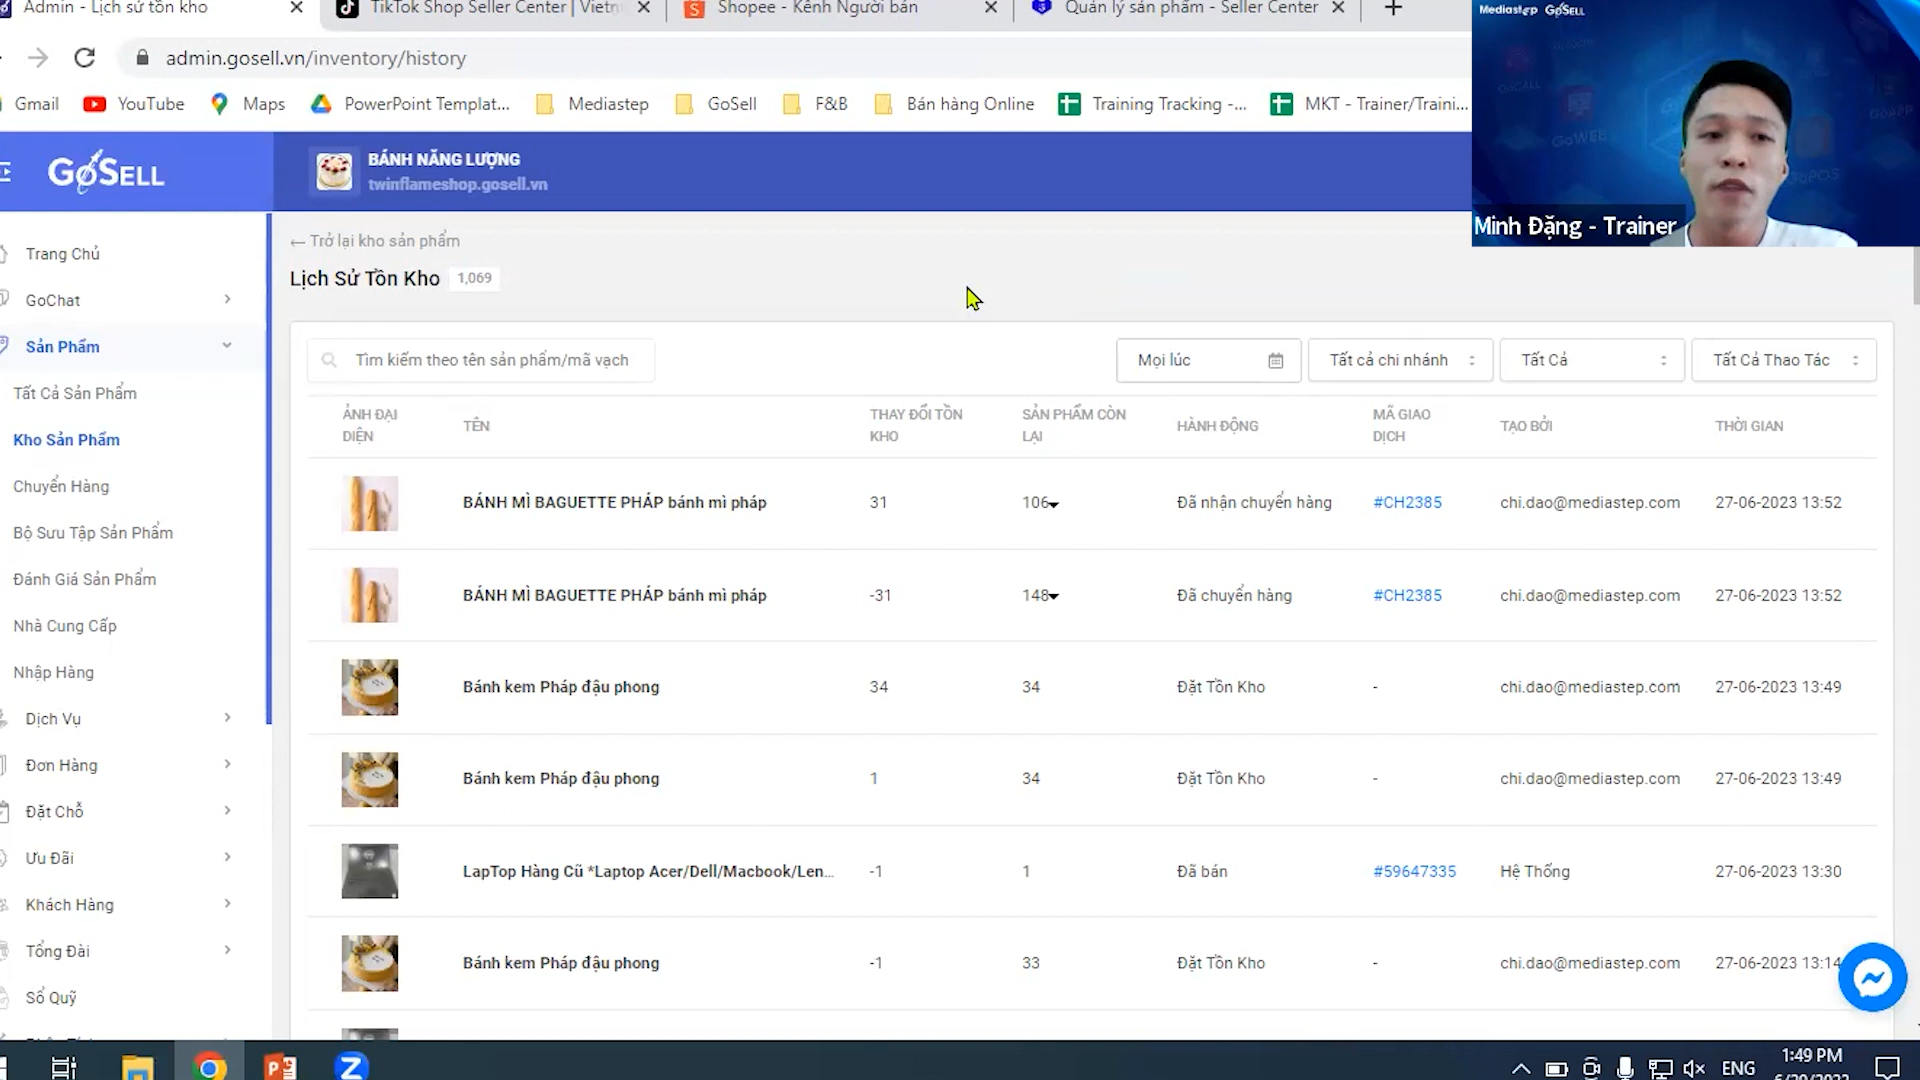 Admin - Lịch sử tồn kho
TikTok Shop Seller Center | Vietn
Shopee - Kênh Người bán
Quản lý sản phẩm - Seller Center
admin.gosell.vn/inventory/history
Gmail
YouTube
Maps
PowerPoint Templat...
Mediastep
GoSell
F&B
Bán hàng Online
Training Tracking -...
MKT - Trainer/Traini...
Mediastep GoSELL
GoWEB
GoPOS
Minh Đặng - Trainer
GoSELL
BÁNH NĂNG LƯỢNG
twinflameshop.gosell.vn
Trang Chủ
GoChat
Sản Phẩm
Tất Cả Sản Phẩm
Kho Sản Phẩm
Chuyển Hàng
Bộ Sưu Tập Sản Phẩm
Đánh Giá Sản Phẩm
Nhà Cung Cấp
Nhập Hàng
Dịch Vụ
Đơn Hàng
Đặt Chỗ
Ưu Đãi
Khách Hàng
Tổng Đài
Sổ Quỹ
← Trở lại kho sản phẩm
Lịch Sử Tồn Kho 1,069
Tìm kiếm theo tên sản phẩm/mã vạch
Mọi lúc
Tất cả chi nhánh
Tất Cả
Tất Cả Thao Tác
ẢNH ĐẠI DIỆN
TÊN
THAY ĐỔI TỒN KHO
SẢN PHẨM CÒN LẠI
HÀNH ĐỘNG
MÃ GIAO DỊCH
TẠO BỞI
THỜI GIAN
BÁNH MÌ BAGUETTE PHÁP bánh mì pháp 31 106 Đã nhận chuyển hàng #CH2385 chi.dao@mediastep.com 27-06-2023 13:52
BÁNH MÌ BAGUETTE PHÁP bánh mì pháp -31 148 Đã chuyển hàng #CH2385 chi.dao@mediastep.com 27-06-2023 13:52
Bánh kem Pháp đậu phong 34 34 Đặt Tồn Kho - chi.dao@mediastep.com 27-06-2023 13:49
Bánh kem Pháp đậu phong 1 34 Đặt Tồn Kho - chi.dao@mediastep.com 27-06-2023 13:49
LapTop Hàng Cũ *Laptop Acer/Dell/Macbook/Len... -1 1 Đã bán #59647335 Hệ Thống 27-06-2023 13:30
Bánh kem Pháp đậu phong -1 33 Đặt Tồn Kho - chi.dao@mediastep.com 27-06-2023 13:14
ENG
1:49 PM